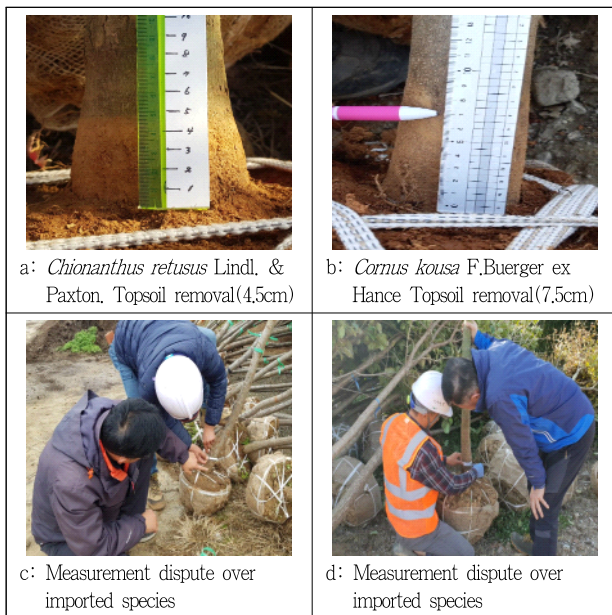 a: Chionanthus retusus Lindl. &
Paxton. Topsoil removal(4.5cm)
b: Cornus kousa F.Buerger ex
Hance Topsoil removal(7.5cm)
c: Measurement dispute over
imported species
d: Measurement dispute over
imported species